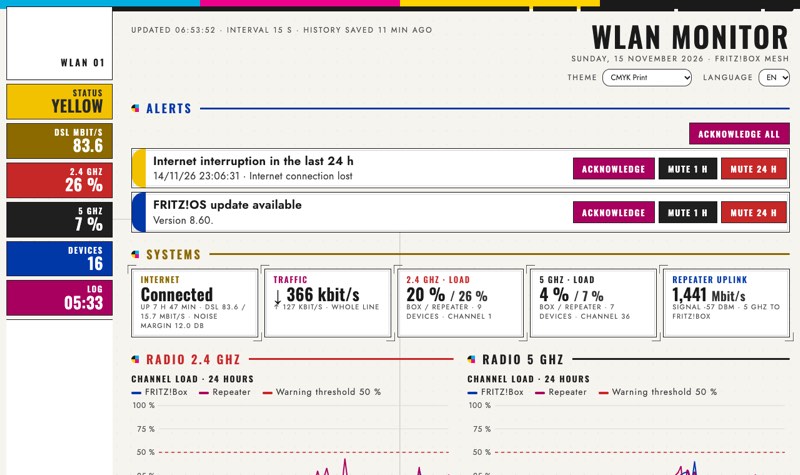 UPDATED 06:53:52 · INTERVAL 15 S · HISTORY SAVED 11 MIN AGO
WLAN MONITOR
SUNDAY, 15 NOVEMBER 2026 · FRITZ!BOX MESH
THEME CMYK Print LANGUAGE EN
WLAN 01
STATUS
YELLOW
DSL MBIT/S
83.6
2.4 GHZ
26 %
5 GHZ
7 %
DEVICES
16
LOG
05:33
ALERTS
ACKNOWLEDGE ALL
Internet interruption in the last 24 h
14/11/26 23:06:31 · Internet connection lost
ACKNOWLEDGE MUTE 1 H MUTE 24 H
FRITZ!OS update available
Version 8.60.
ACKNOWLEDGE MUTE 1 H MUTE 24 H
SYSTEMS
INTERNET
Connected
UP 7 H 47 MIN · DSL 83.6 /
15.7 MBIT/S · NOISE
MARGIN 12.0 DB
TRAFFIC
↓ 366 kbit/s
↑ 127 KBIT/S · WHOLE LINE
2.4 GHZ · LOAD
20 % / 26 %
BOX / REPEATER · 9
DEVICES · CHANNEL 1
5 GHZ · LOAD
4 % / 7 %
BOX / REPEATER · 7
DEVICES · CHANNEL 36
REPEATER UPLINK
1,441 Mbit/s
SIGNAL -57 DBM · 5 GHZ TO
FRITZ!BOX
RADIO 2.4 GHZ
CHANNEL LOAD · 24 HOURS
FRITZ!Box Repeater Warning threshold 50 %
100 %
75 %
50 %
25 %
RADIO 5 GHZ
CHANNEL LOAD · 24 HOURS
FRITZ!Box Repeater Warning threshold 50 %
100 %
75 %
50 %
25 %